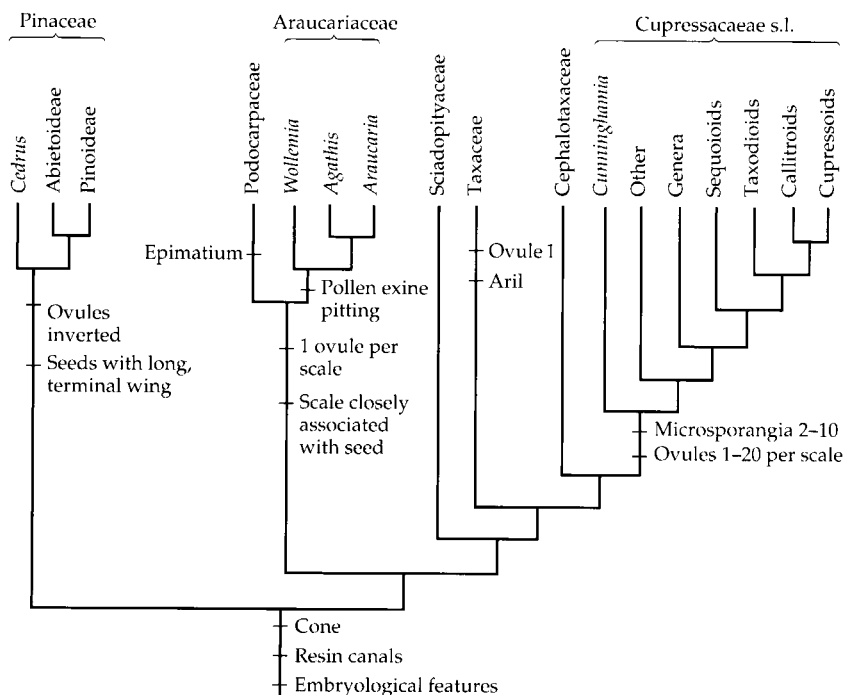 Pinaceae
Araucariaceae
Cupressacaeae s.l.
Cedrus
Abietoideae
Pinoideae
Podocarpaceae
Wollemia
Agathis
Araucaria
Sciadopityaceae
Taxaceae
Cephalotaxaceae
Cunninghamia
Other
Genera
Sequoioids
Taxodioids
Callitroids
Cupressoids
Epimatium
Ovule 1
Aril
Pollen exine
pitting
Ovules
inverted
Seeds with long,
terminal wing
1 ovule per
scale
Scale closely
associated
with seed
Microsporangia 2–10
Ovules 1–20 per scale
Cone
Resin canals
Embryological features